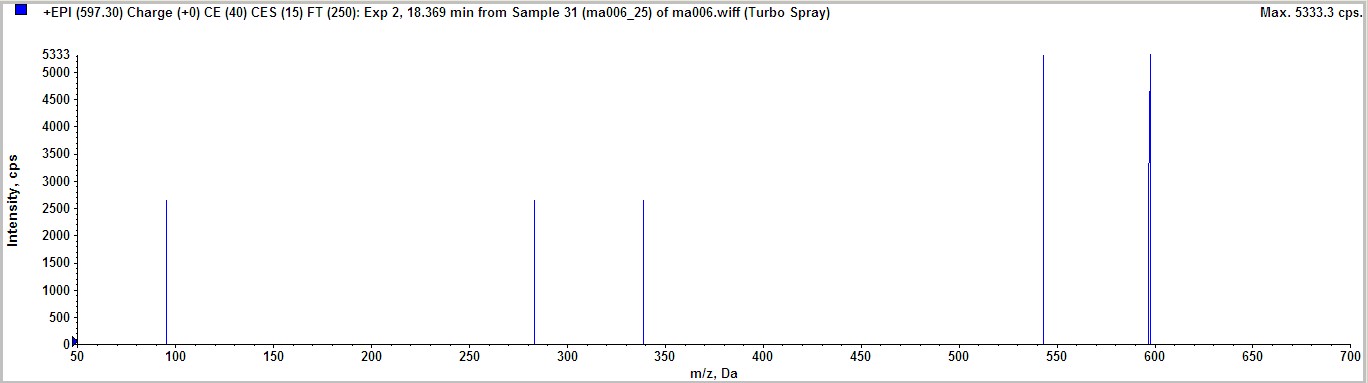 +EPI (597.30) Charge (+0) CE (40) CES (15) FT (250): Exp 2, 18.369 min from Sample 31 (ma006_25) of ma006.wiff (Turbo Spray)
Max. 5333.3 cps.
Intensity, cps
5333
5000
4500
4000
3500
3000
2500
2000
1500
1000
500
0
50 100 150 200 250 300 350 400 450 500 550 600 650 700
m/z, Da